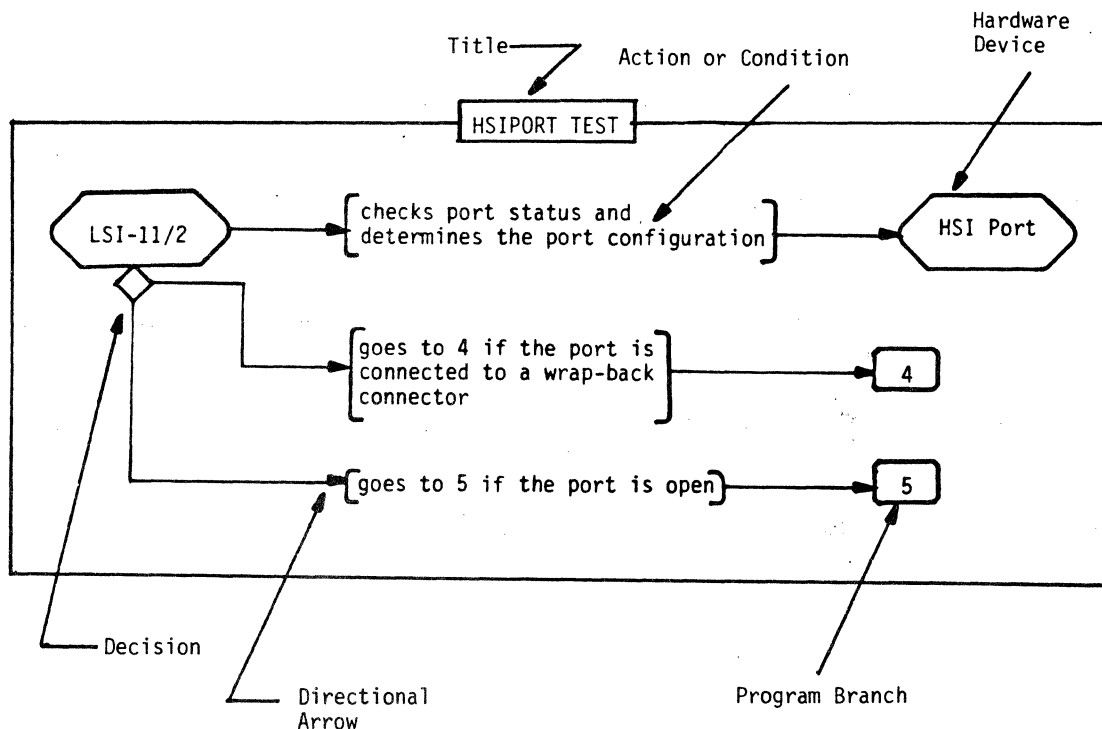 Hardware
Device
Title
Action or Condition
HSIPORT TEST
LSI-11/2
checks port status and
determines the port configuration
HSI Port
goes to 4 if the port is
connected to a wrap-back
connector
4
goes to 5 if the port is open
5
Decision
Directional
Arrow
Program Branch